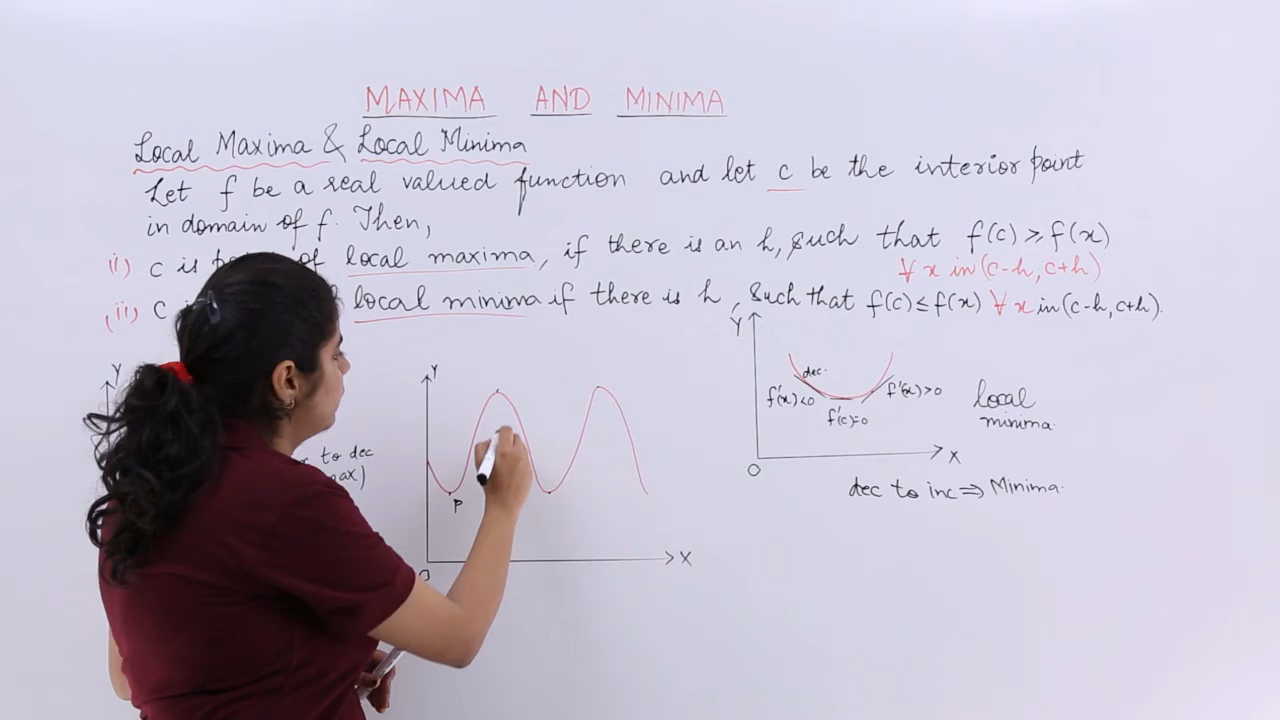 MAXIMA AND MINIMA
Local Maxima & Local Minima
Let f be a real valued function and let c be the interior point
in domain of f. Then,
(i) c is of local maxima, if there is an h, such that f(c) ≥ f(x)
∀ x in (c-h, c+h)
(ii) c local minima if there is h, such that f(c) ≤ f(x) ∀ x in (c-h, c+h).
Y
Y
Y
dec.
f'(x)<0
f'(x)>0
f'(c)=0
local
minima
to dec
P
X
O
X
dec to inc ⇒ Minima.
O